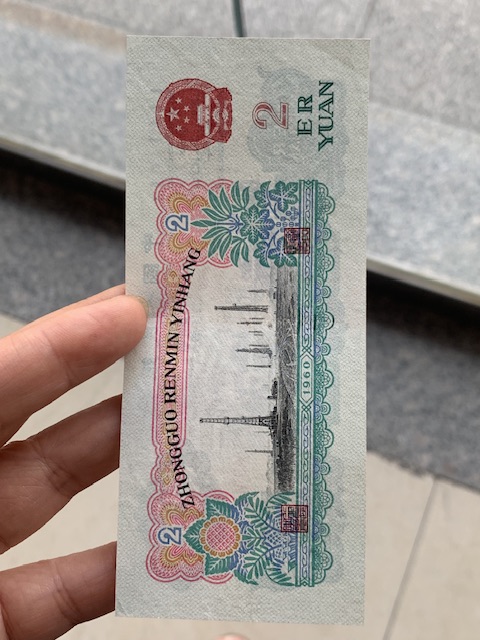 ZHONGGUO RENMIN YINHANG
2
2
1960
2
ER
YUAN